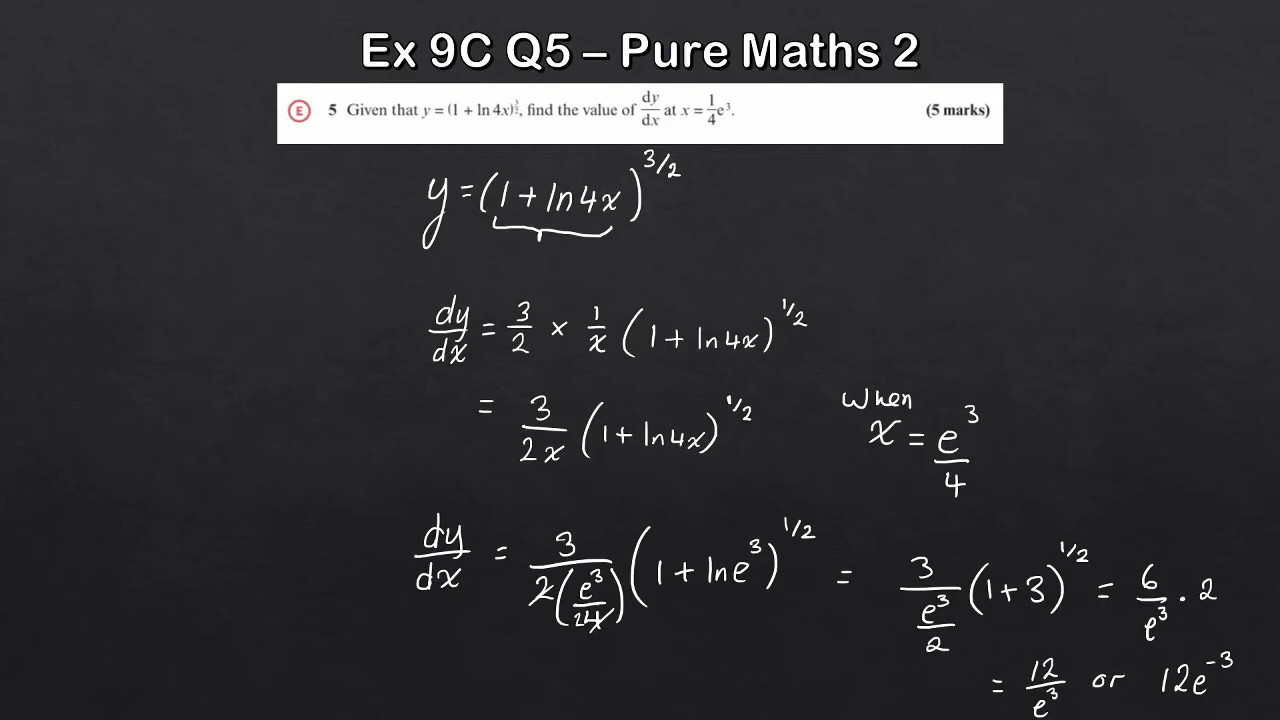 Ex 9C Q5 – Pure Maths 2
E 5 Given that y = (1 + ln 4x)^{3/2}, find the value of dy/dx at x = 1/4 e³. (5 marks)
y = (1 + ln 4x)^{3/2}
dy/dx = 3/2 × 1/x (1 + ln 4x)^{1/2}
= 3/2x (1 + ln 4x)^{1/2}
When
x = e³/4
dy/dx = 3/(2(e³/24)) (1 + ln e³)^{1/2} = 3/(e³/2) (1 + 3)^{1/2} = 6/e³ . 2
= 12/e³ or 12e^{-3}